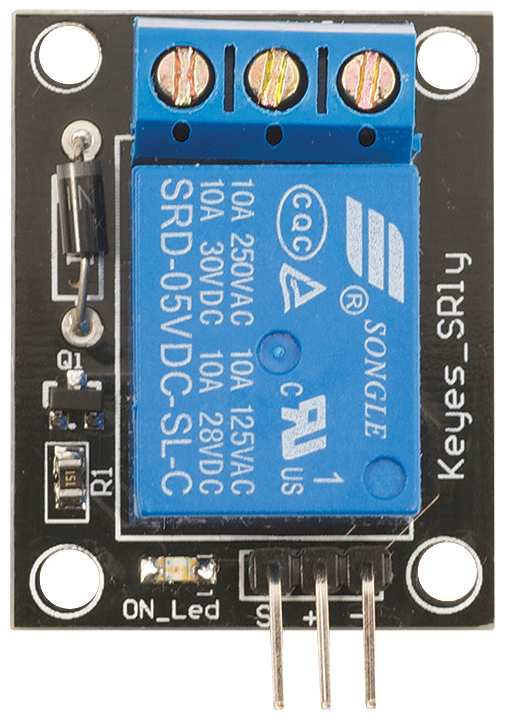 SONGLE
®
CQC
c RU US
1
10A 250VAC 10A 125VAC
10A 30VDC 10A 28VDC
SRD-05VDC-SL-C
Keyes_SR1y
Q1
R1
151
ON_Led
S + -